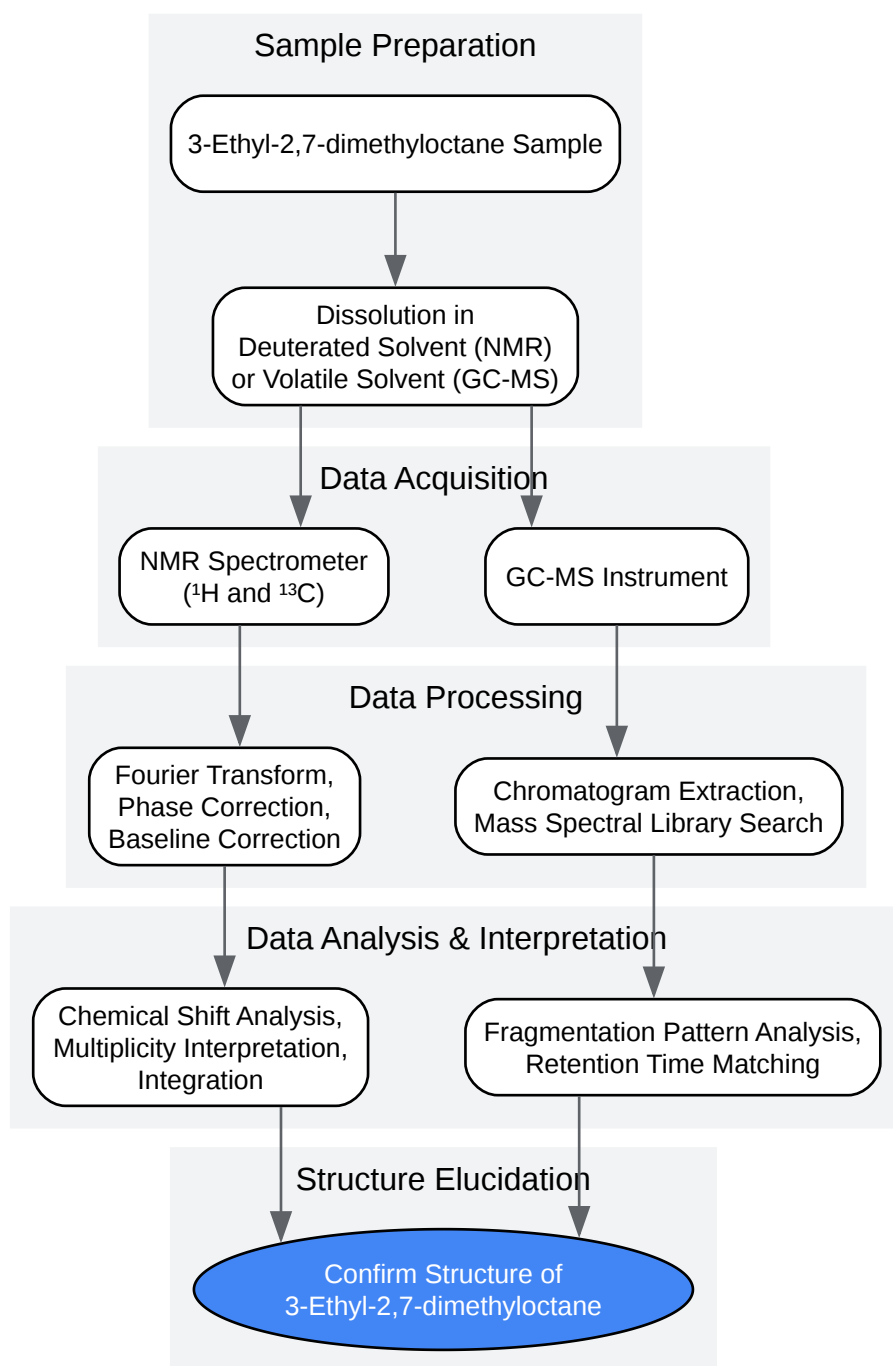 Sample Preparation
3-Ethyl-2,7-dimethyloctane Sample
Dissolution in
Deuterated Solvent (NMR)
or Volatile Solvent (GC-MS)
Data Acquisition
NMR Spectrometer
(¹H and ¹³C)
GC-MS Instrument
Data Processing
Fourier Transform,
Phase Correction,
Baseline Correction
Chromatogram Extraction,
Mass Spectral Library Search
Data Analysis & Interpretation
Chemical Shift Analysis,
Multiplicity Interpretation,
Integration
Fragmentation Pattern Analysis,
Retention Time Matching
Structure Elucidation
Confirm Structure of
3-Ethyl-2,7-dimethyloctane